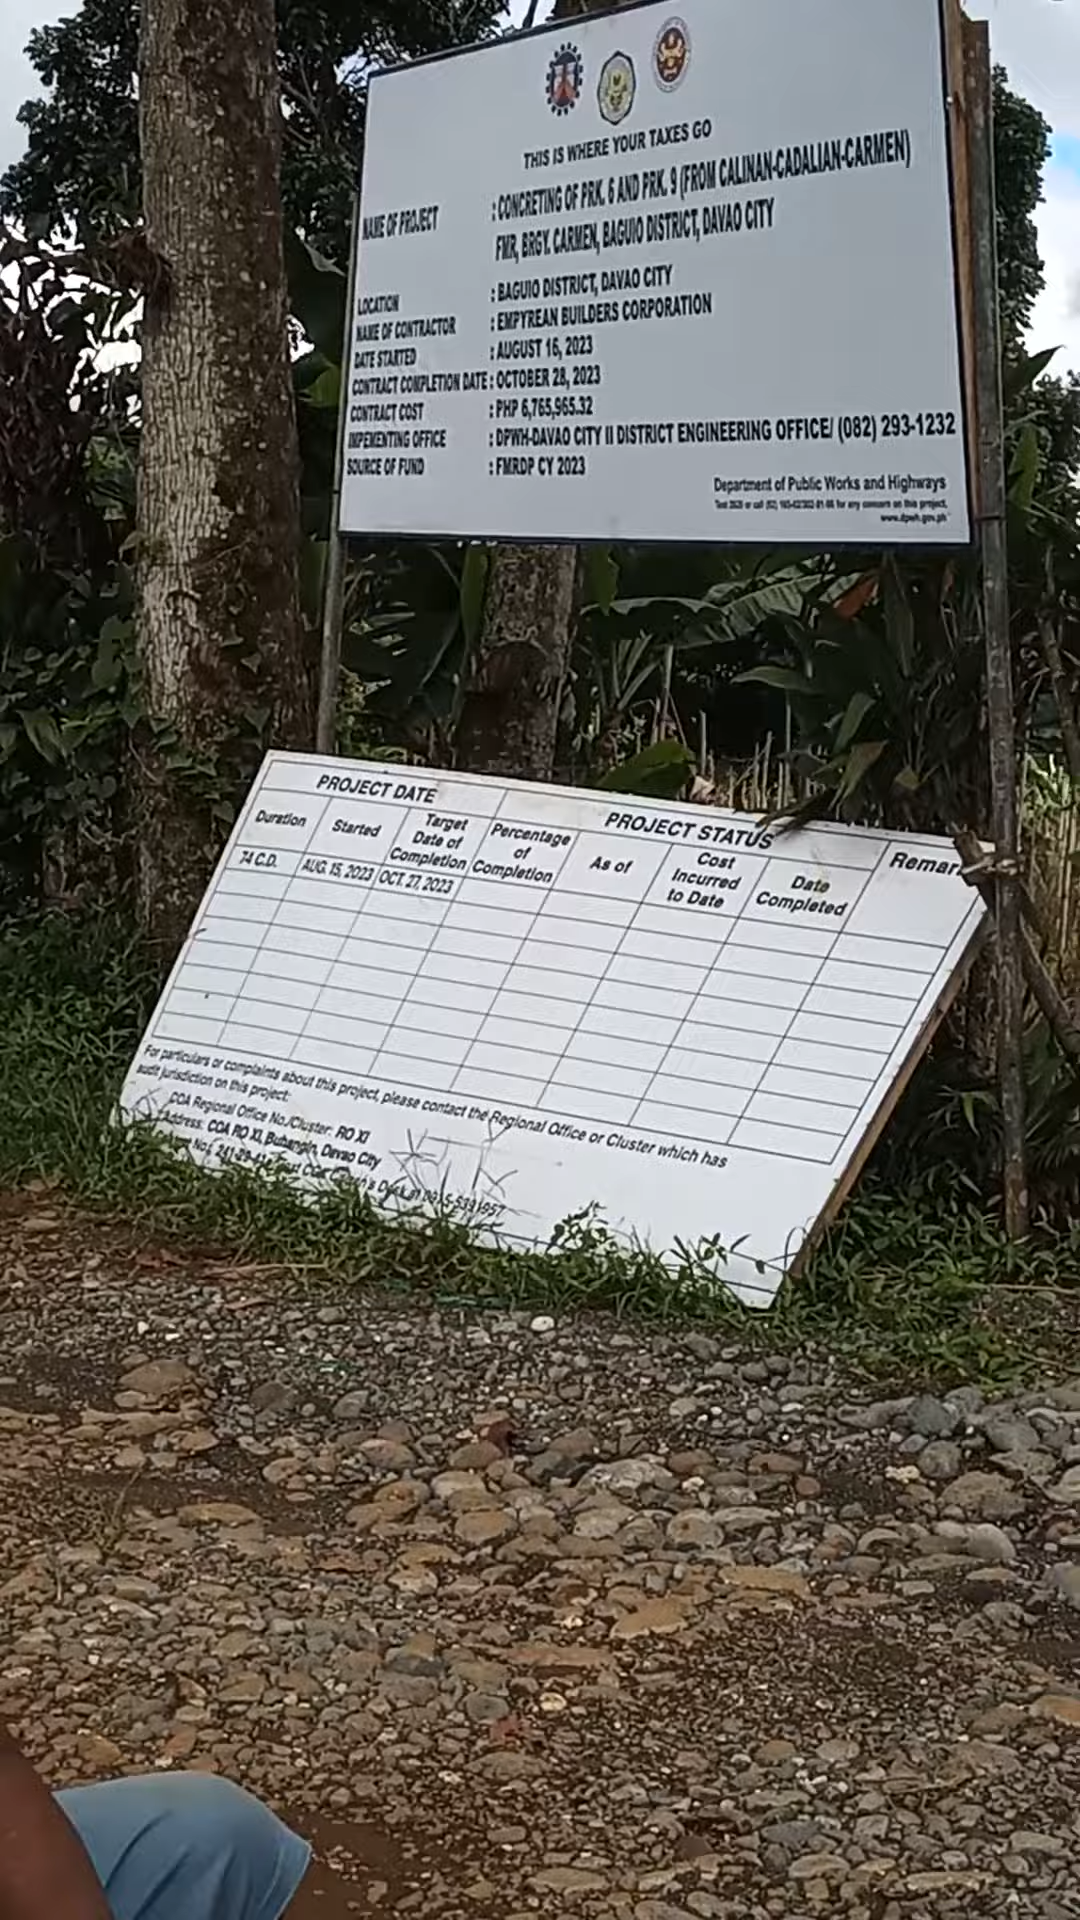 THIS IS WHERE YOUR TAXES GO
NAME OF PROJECT : CONCRETING OF PRK. 6 AND PRK. 9 (FROM CALINAN-CADALIAN-CARMEN)
FMR, BRGY. CARMEN, BAGUIO DISTRICT, DAVAO CITY
LOCATION : BAGUIO DISTRICT, DAVAO CITY
NAME OF CONTRACTOR : EMPYREAN BUILDERS CORPORATION
DATE STARTED : AUGUST 16, 2023
CONTRACT COMPLETION DATE : OCTOBER 28, 2023
CONTRACT COST : PHP 6,765,965.32
IMPEMENTING OFFICE : DPWH-DAVAO CITY II DISTRICT ENGINEERING OFFICE/ (082) 293-1232
SOURCE OF FUND : FMRDP CY 2023
Department of Public Works and Highways
for any concern on this project,
www.dpwh.gov.ph
PROJECT DATE PROJECT STATUS
Duration Started Target Date of Completion Percentage of Completion As of Cost Incurred to Date Date Completed Remar
74 C.D. AUG. 15, 2023 OCT. 27, 2023
For particulars or complaints about this project, please contact the Regional Office or Cluster which has
audit jurisdiction on this project:
COA Regional Office No./Cluster: RO XI
Address: COA RO XI, Bubangin, Davao City